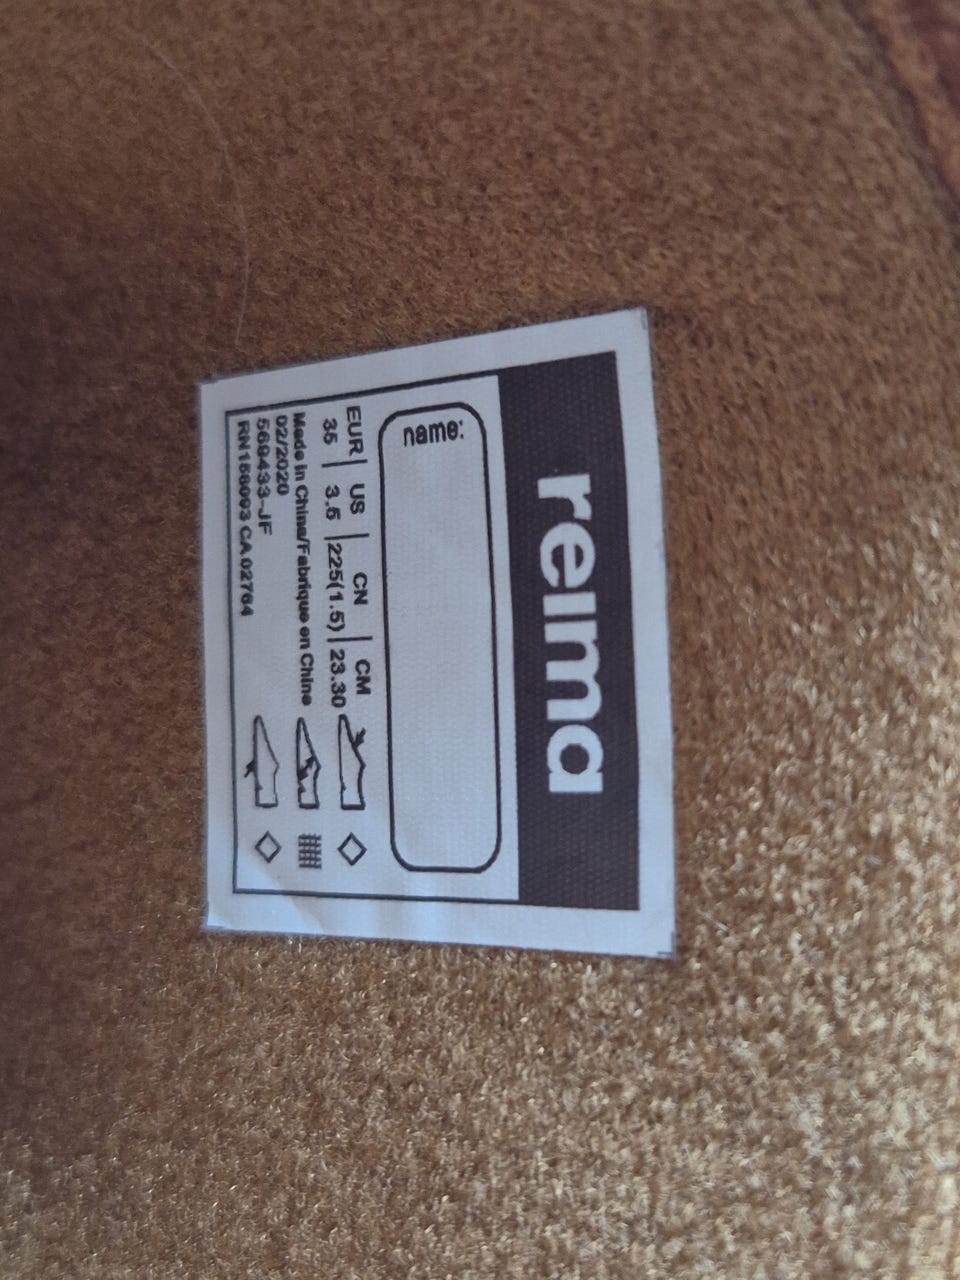 reima
name:
EUR | US | CN | CM
35 | 3.5 | 225(1.5) | 23.30
Made in China/Fabrique en Chine
02/2020
569433-JF
RN156093 CA 02764